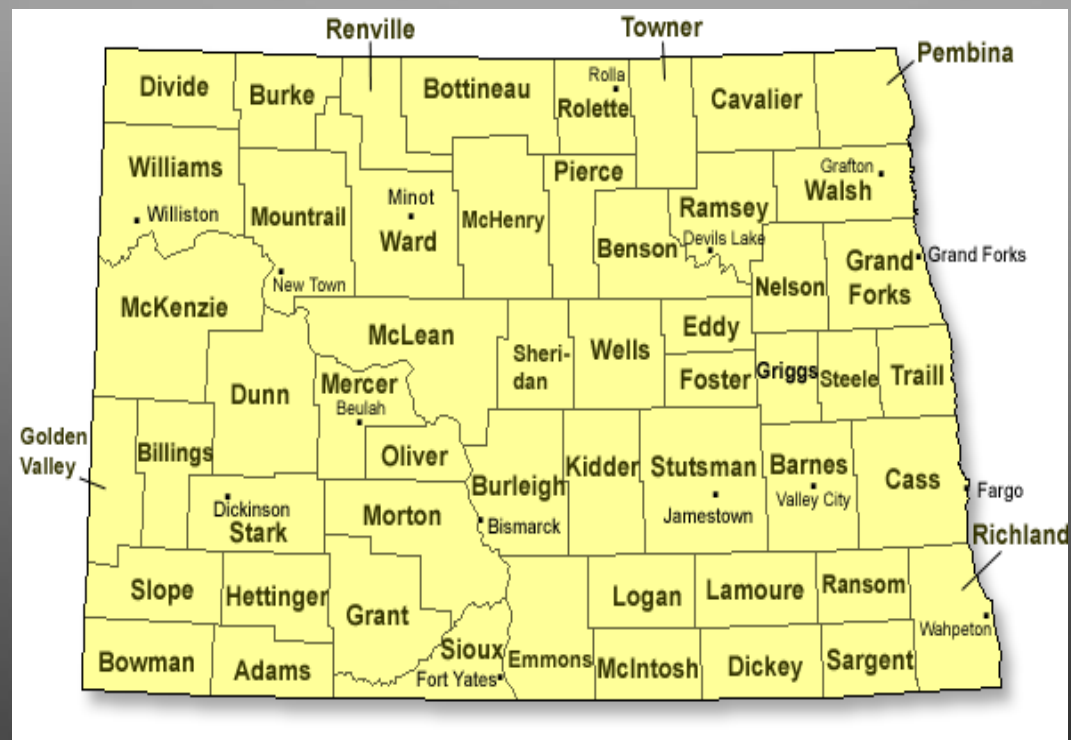 Renville
Towner
Pembina
Divide
Burke
Bottineau
Rolla
Rolette
Cavalier
Williams
Williston
Mountrail
New Town
Minot
Ward
McHenry
Pierce
Benson
Ramsey
Devils Lake
Grafton
Walsh
Nelson
Grand
Forks
Grand Forks
McKenzie
McLean
Sheri-
dan
Wells
Eddy
Foster
Griggs
Steele
Traill
Dunn
Mercer
Beulah
Oliver
Golden
Valley
Billings
Dickinson
Stark
Morton
Burleigh
Bismarck
Kidder
Stutsman
Jamestown
Barnes
Valley City
Cass
Fargo
Richland
Slope
Hettinger
Grant
Logan
Lamoure
Ransom
Wahpeton
Bowman
Adams
Sioux
Fort Yates
Emmons
McIntosh
Dickey
Sargent